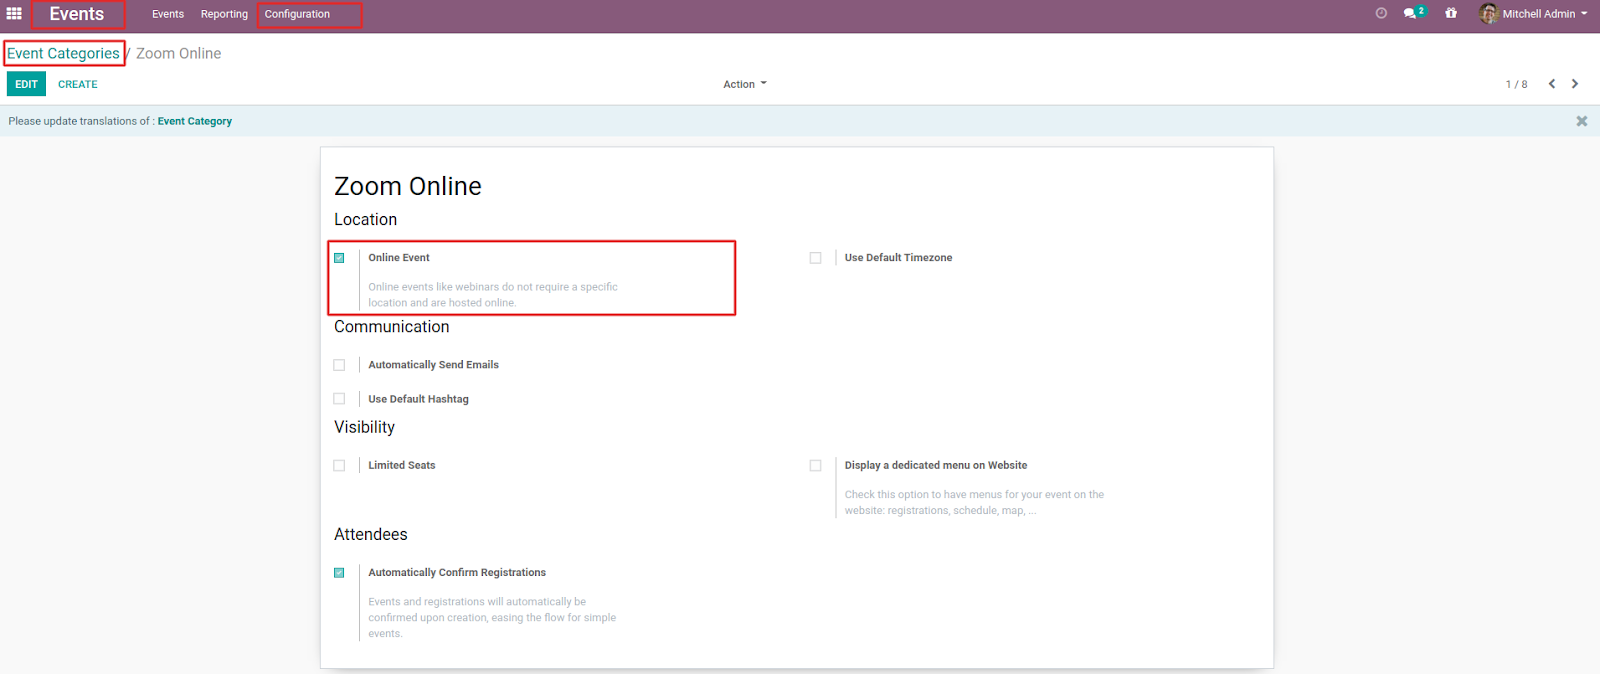 Events Events Reporting Configuration 2 Mitchell Admin
Event Categories / Zoom Online
EDIT CREATE Action 1 / 8
Please update translations of : Event Category
Zoom Online
Location
Online Event Use Default Timezone
Online events like webinars do not require a specific
location and are hosted online.
Communication
Automatically Send Emails
Use Default Hashtag
Visibility
Limited Seats Display a dedicated menu on Website
Check this option to have menus for your event on the
website: registrations, schedule, map, ...
Attendees
Automatically Confirm Registrations
Events and registrations will automatically be
confirmed upon creation, easing the flow for simple
events.